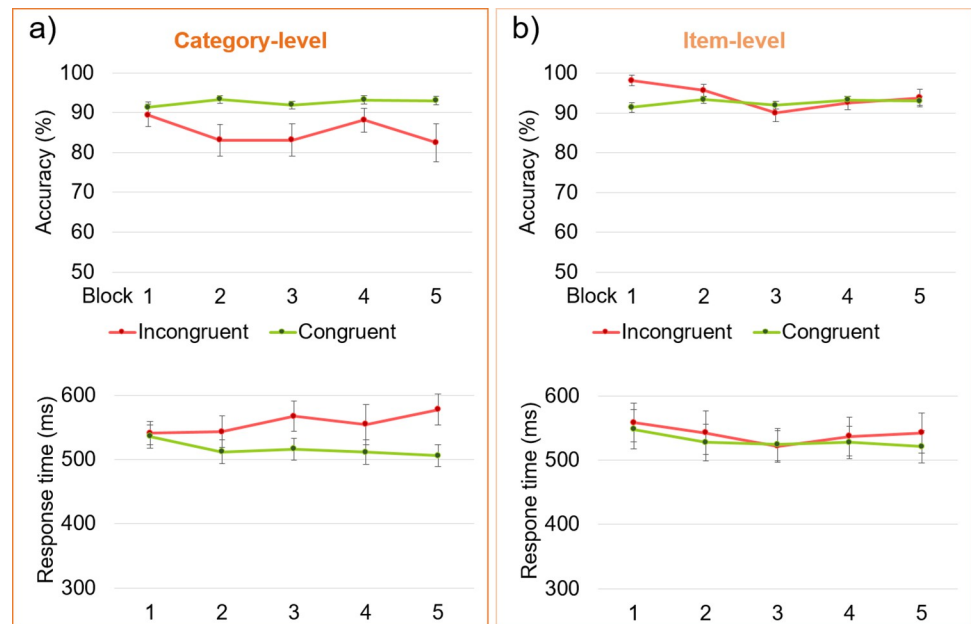 a)
Category-level
Accuracy (%)
100
90
80
70
60
50
Block 1 2 3 4 5
Incongruent Congruent
Response time (ms)
600
500
400
300
1 2 3 4 5
b)
Item-level
Accuracy (%)
100
90
80
70
60
50
Block 1 2 3 4 5
Incongruent Congruent
Respone time (ms)
600
500
400
300
1 2 3 4 5